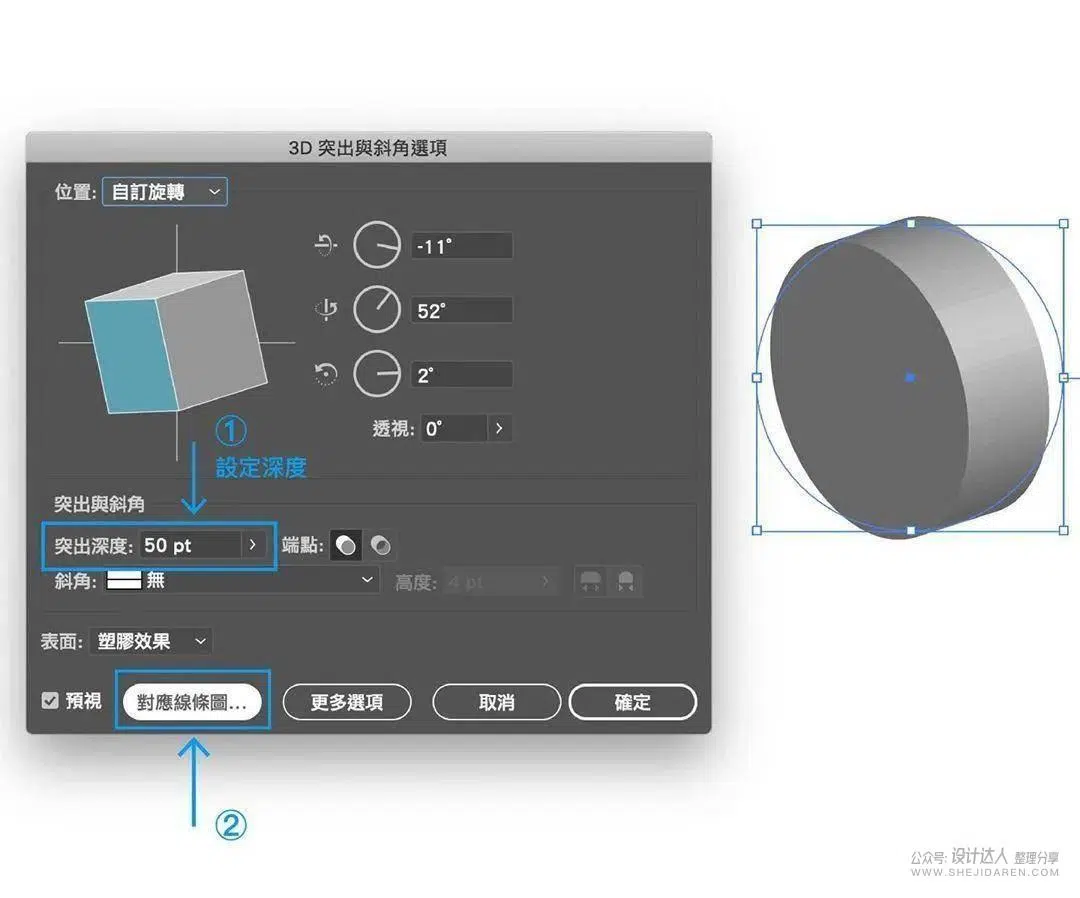 3D 突出與斜角選項
位置: 自訂旋轉
-11°
52°
2°
透視: 0°
①
設定深度
突出與斜角
突出深度: 50 pt 端點:
斜角: 無 高度: 4 pt
表面: 塑膠效果
預視 對應線條圖... 更多選項 取消 確定
②
公众号: 设计达人 整理分享
WWW.SHEJIDAREN.COM